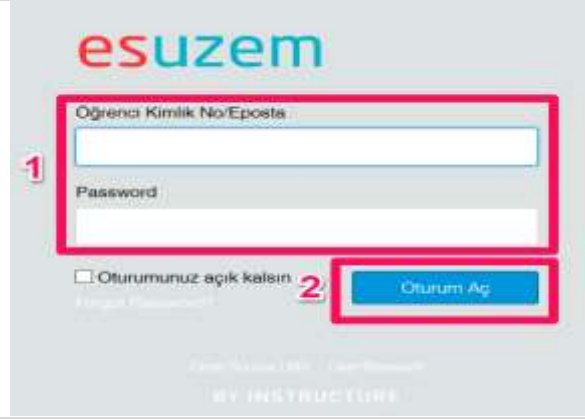 esuzem
Öğrenci Kimlik No/Eposta
1
Password
Oturumunuz açık kalsın
2
Oturum Aç
Forgot Password?
BY INSTRUCTURE